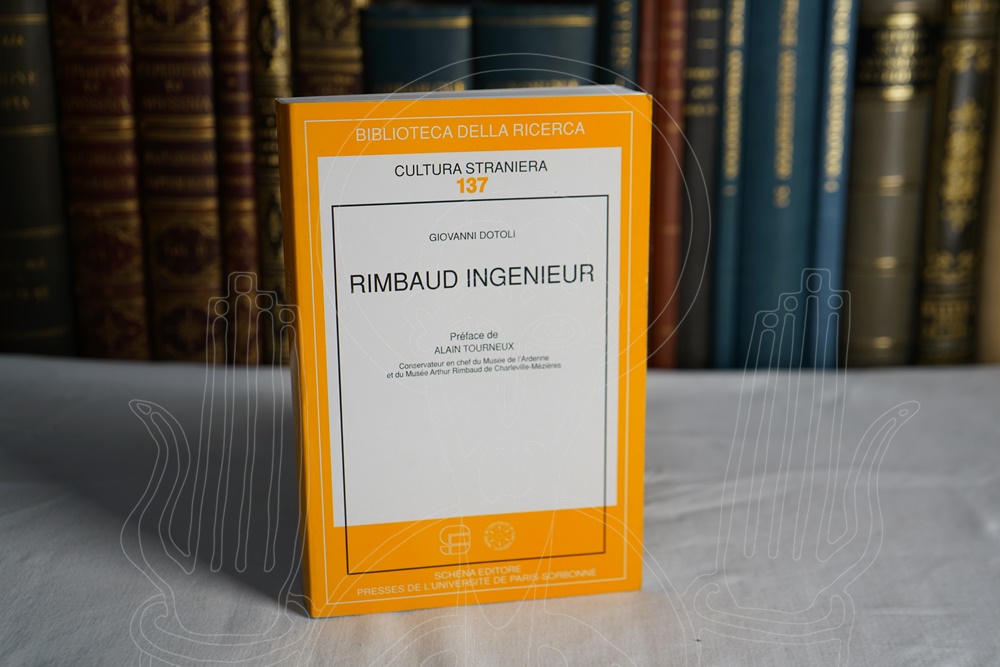 BIBLIOTECA DELLA RICERCA
CULTURA STRANIERA
137
GIOVANNI DOTOLI
RIMBAUD INGENIEUR
Préface de
ALAIN TOURNEUX
Conservateur en chef du Musée de l'Ardenne
et du Musée Arthur Rimbaud de Charleville-Mézières
SCHENA EDITORE
PRESSES DE L'UNIVERSITÉ DE PARIS-SORBONNE